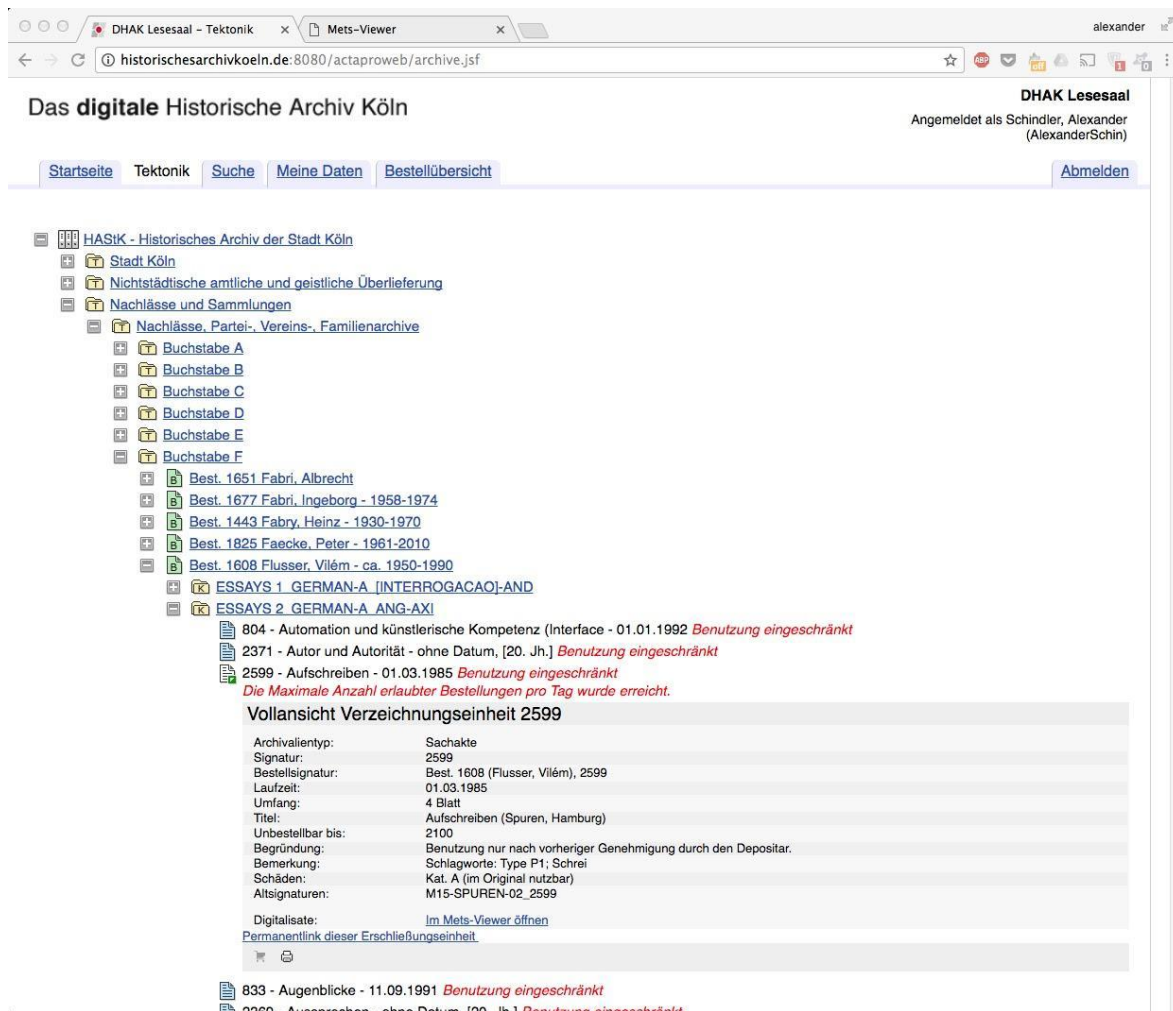 DHAK Lesesaal – Tektonik
Mets-Viewer
alexander
historischesarchivkoeln.de:8080/actaproweb/archive.jsf
ABP
off
1
0
Das digitale Historische Archiv Köln
DHAK Lesesaal
Angemeldet als Schindler, Alexander
(AlexanderSchin)
Startseite Tektonik Suche Meine Daten Bestellübersicht Abmelden
HAStK - Historisches Archiv der Stadt Köln
T Stadt Köln
T Nichtstädtische amtliche und geistliche Überlieferung
T Nachlässe und Sammlungen
T Nachlässe, Partei-, Vereins-, Familienarchive
T Buchstabe A
T Buchstabe B
T Buchstabe C
T Buchstabe D
T Buchstabe E
T Buchstabe F
B Best. 1651 Fabri, Albrecht
B Best. 1677 Fabri, Ingeborg - 1958-1974
B Best. 1443 Fabry, Heinz - 1930-1970
B Best. 1825 Faecke, Peter - 1961-2010
B Best. 1608 Flusser, Vilém - ca. 1950-1990
K ESSAYS 1_GERMAN-A_[INTERROGACAO]-AND
K ESSAYS 2_GERMAN-A_ANG-AXI
804 - Automation und künstlerische Kompetenz (Interface - 01.01.1992 Benutzung eingeschränkt
2371 - Autor und Autorität - ohne Datum, [20. Jh.] Benutzung eingeschränkt
2599 - Aufschreiben - 01.03.1985 Benutzung eingeschränkt
Die Maximale Anzahl erlaubter Bestellungen pro Tag wurde erreicht.
Vollansicht Verzeichnungseinheit 2599
Archivalientyp: Sachakte
Signatur: 2599
Bestellsignatur: Best. 1608 (Flusser, Vilém), 2599
Laufzeit: 01.03.1985
Umfang: 4 Blatt
Titel: Aufschreiben (Spuren, Hamburg)
Unbestellbar bis: 2100
Begründung: Benutzung nur nach vorheriger Genehmigung durch den Depositar.
Bemerkung: Schlagworte: Type P1; Schrei
Schäden: Kat. A (im Original nutzbar)
Altsignaturen: M15-SPUREN-02_2599
Digitalisate: Im Mets-Viewer öffnen
Permanentlink dieser Erschließungseinheit
833 - Augenblicke - 11.09.1991 Benutzung eingeschränkt